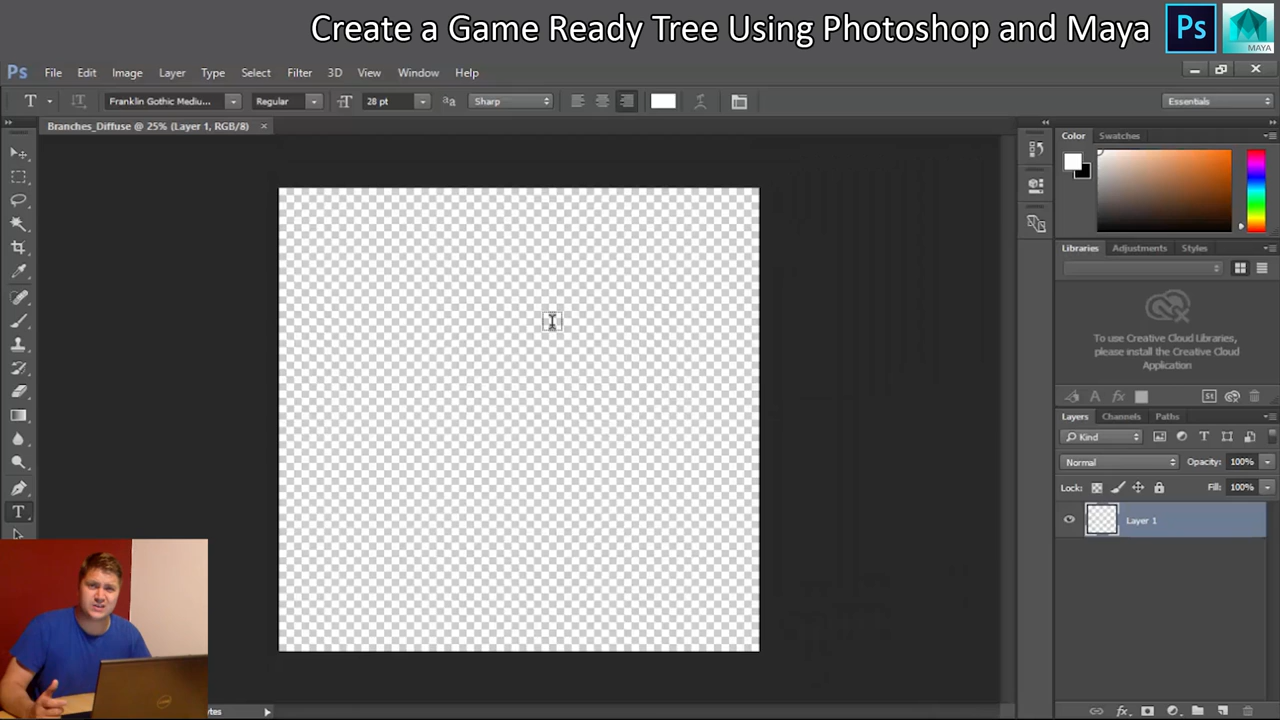 Create a Game Ready Tree Using Photoshop and Maya
Ps
MAYA
Ps File Edit Image Layer Type Select Filter 3D View Window Help
T Franklin Gothic Mediu... Regular 28 pt aa Sharp Essentials
Branches_Diffuse @ 25% (Layer 1, RGB/8)
Color Swatches
Libraries Adjustments Styles
To use Creative Cloud Libraries,
please install the Creative Cloud
Application
St
Layers Channels Paths
Kind
Normal Opacity: 100%
Lock: Fill: 100%
Layer 1
T
fx